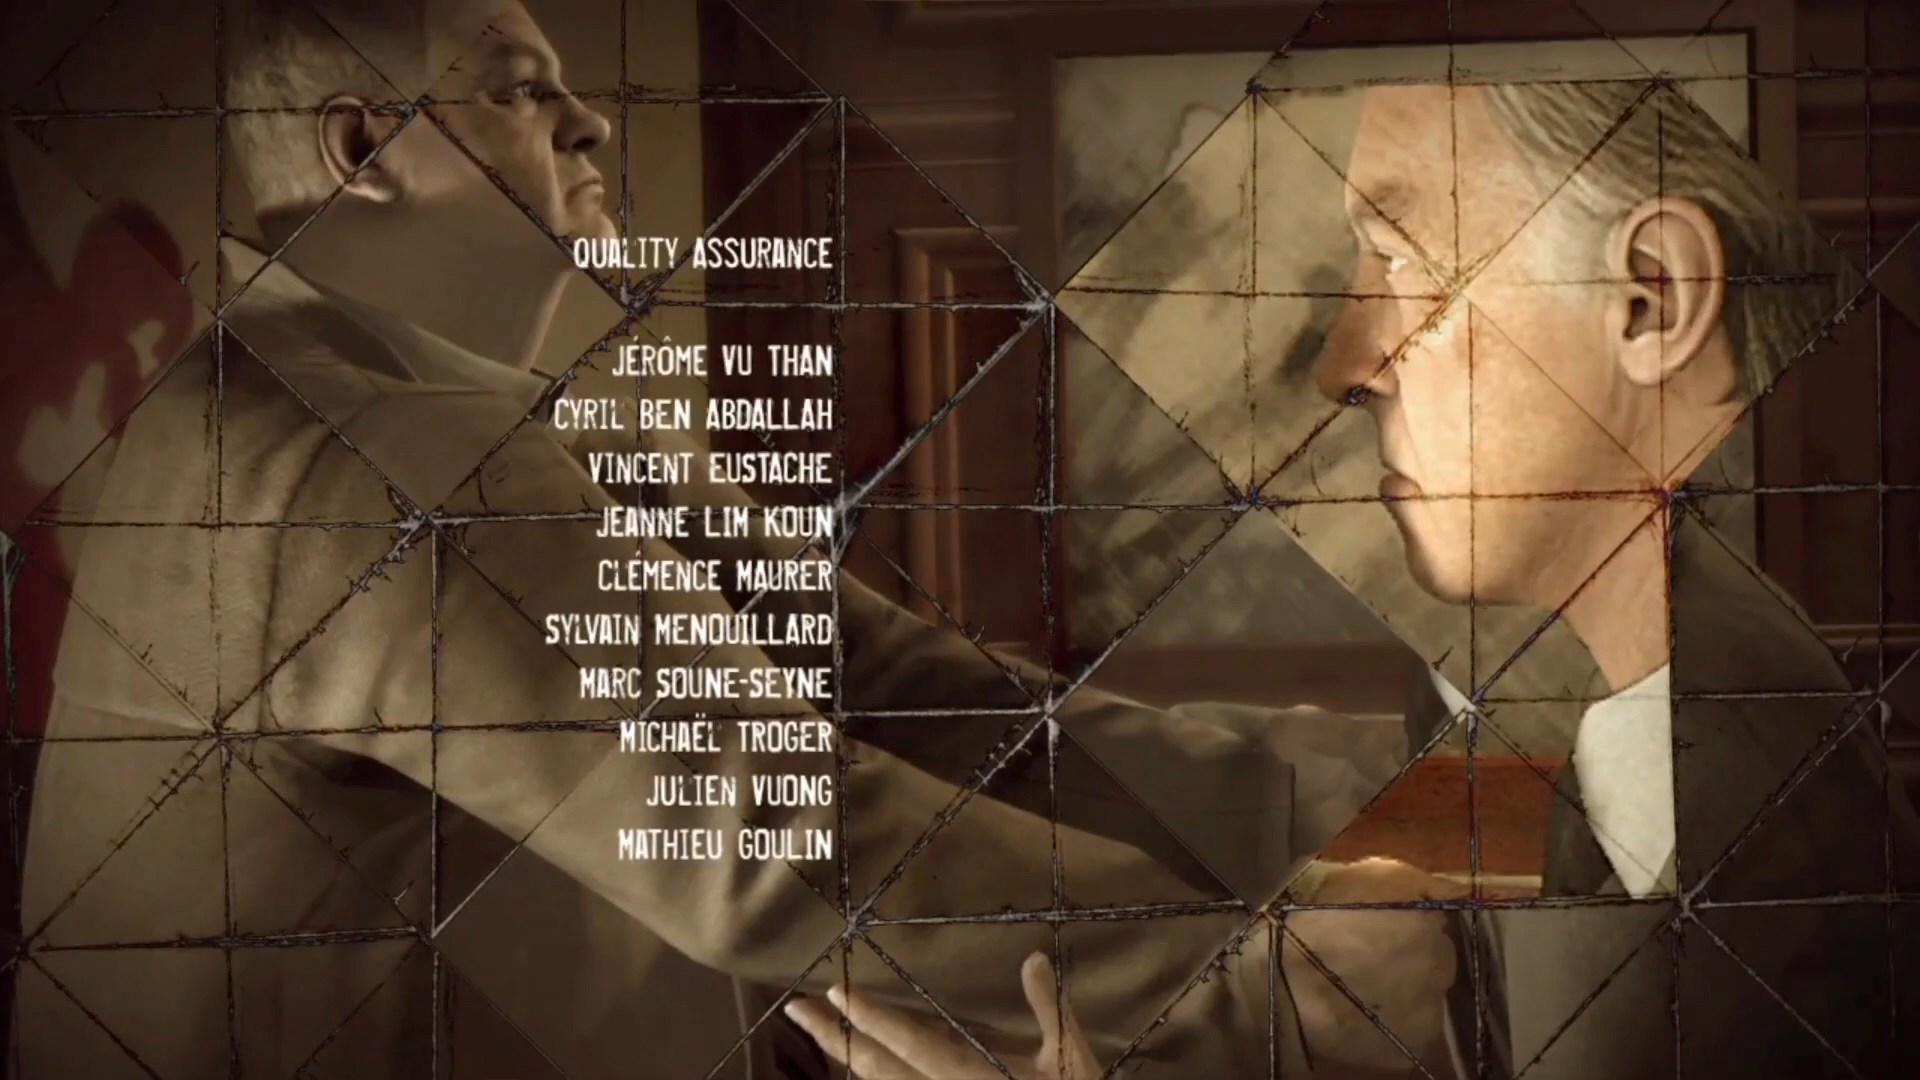 QUALITY ASSURANCE
JÉRÔME VU THAN
CYRIL BEN ABDALLAH
VINCENT EUSTACHE
JEANNE LIM KOUN
CLÉMENCE MAURER
SYLVAIN MENOUILLARD
MARC SOUNE-SEYNE
MICHAËL TROGER
JULIEN VUONG
MATHIEU GOULIN